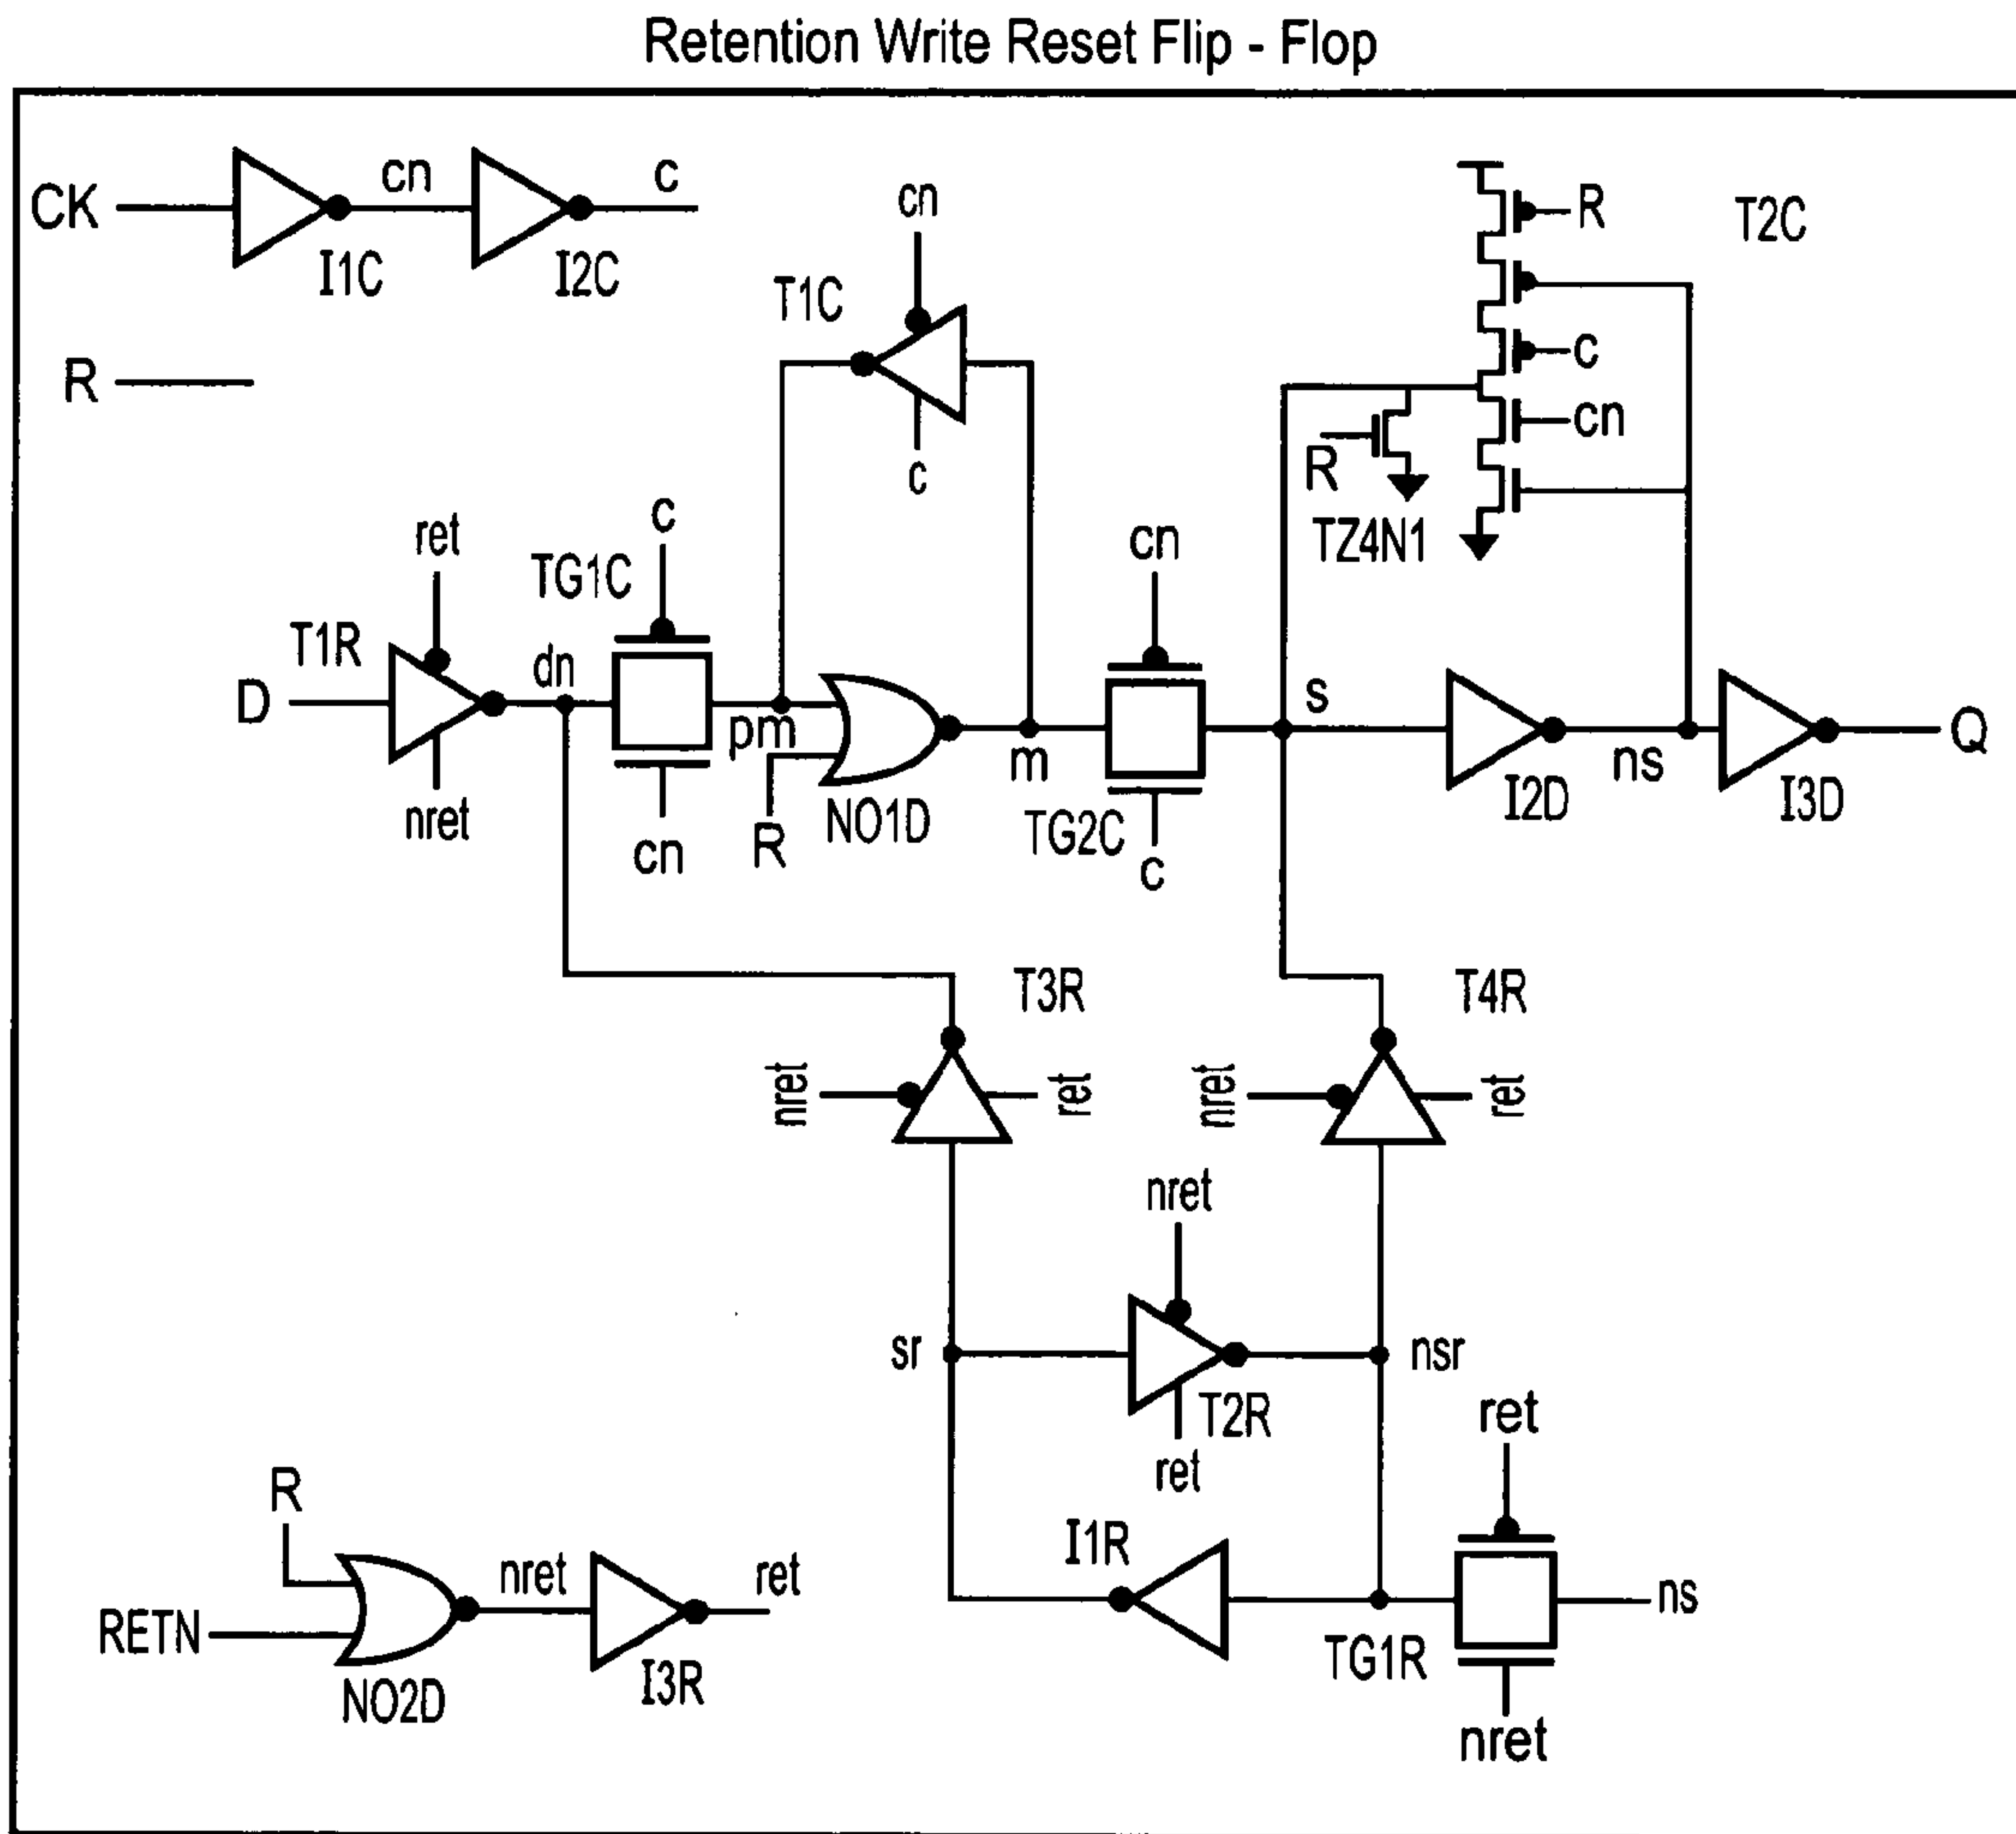 Retention Write Reset Flip - Flop
CK
cn
c
I1C
I2C
R
cn
T1C
c
R
T2C
c
cn
R
TZ4N1
ret
T1R
D
nret
dn
c
TG1C
cn
pm
R
NO1D
m
cn
TG2C
c
s
I2D
ns
I3D
Q
T3R
nret
ret
T4R
nret
ret
sr
nret
T2R
ret
nsr
ret
I1R
TG1R
ns
nret
R
RETN
NO2D
nret
I3R
ret